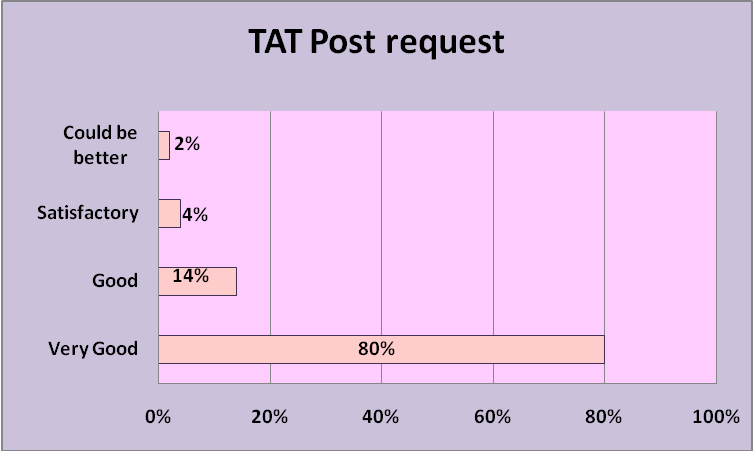 TAT Post request
Could be
better
2%
Satisfactory
4%
Good
14%
Very Good
80%
0%
20%
40%
60%
80%
100%